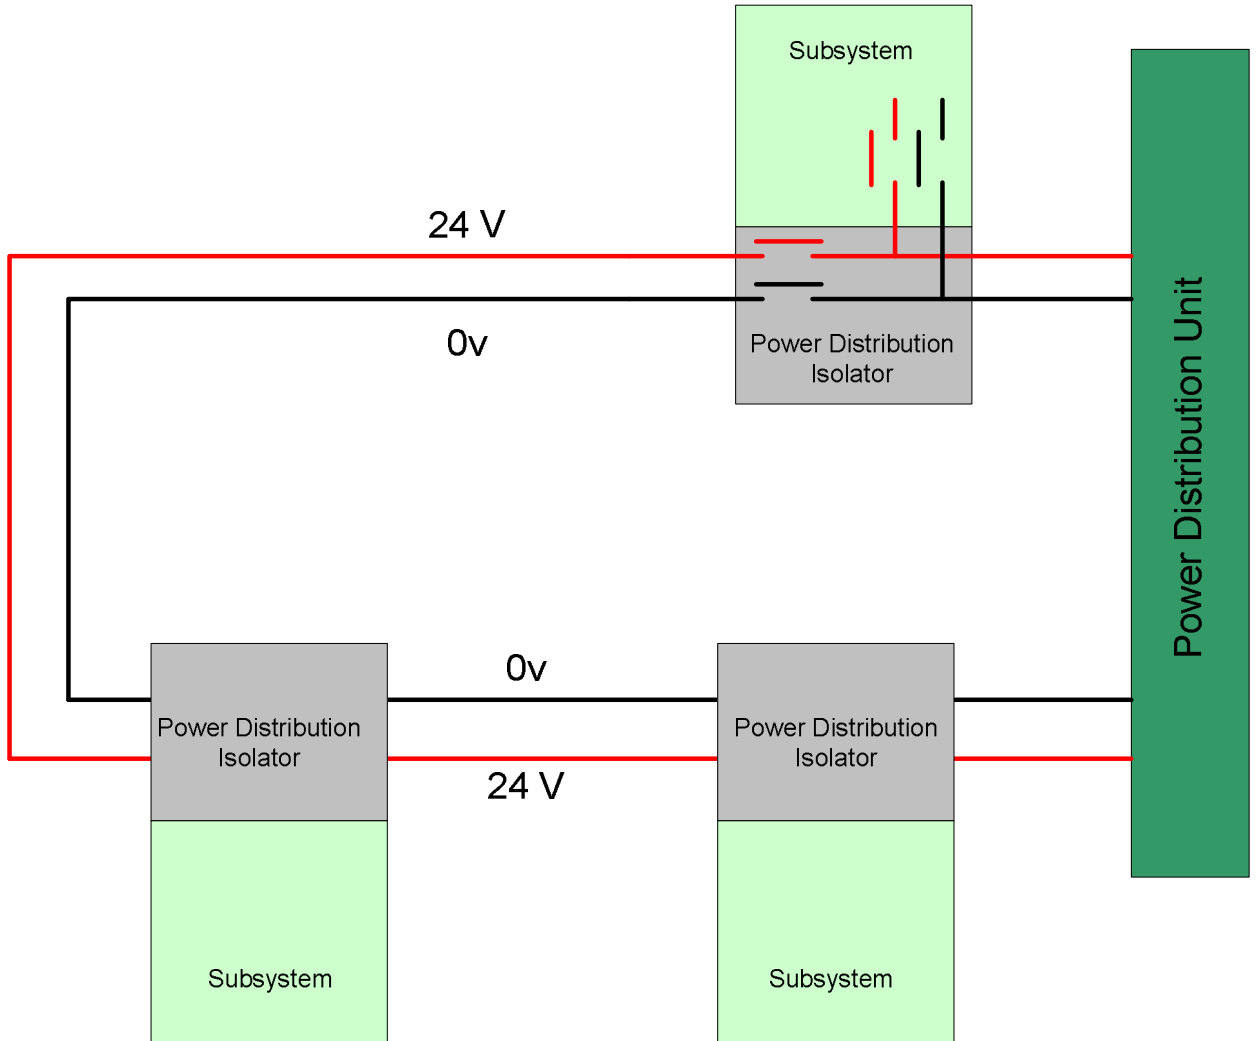 Subsystem
24 V
0v
Power Distribution
Isolator
Power Distribution Unit
0v
Power Distribution
Isolator
Power Distribution
Isolator
24 V
Subsystem
Subsystem